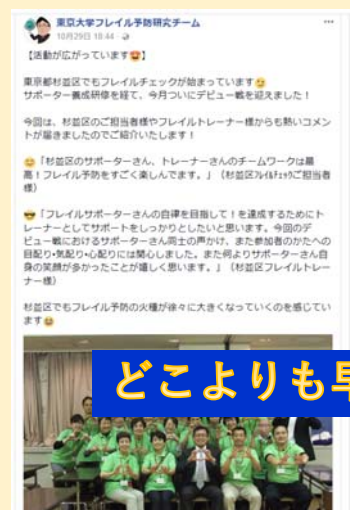 東京大学フレイル予防研究チーム
10月29日 18:44
【活動が広がっています🤩】
東京都杉並区でもフレイルチェックが始まっています😉
サポーター養成研修を経て、今月ついにデビュー戦を迎えました！
今回は、杉並区のご担当者様やフレイルトレーナー様からも熱いコメン
トが届きましたのでご紹介いたします！
😊「杉並区のサポーターさん、トレーナーさんのチームワークは最
高！フレイル予防をすごく楽しんでます。」（杉並区ﾌﾚｲﾙﾁｪｯｸご担当者
様）
😎「フレイルサポーターさんの自律を目指して！を達成するためにト
レーナーとしてサポートをしっかりとしたいと思います。今回のデ
ビュー戦におけるサポーターさん同士の声かけ、また参加者のかたへの
目配り・気配り・心配りには関心しました。また何よりサポーターさん自
身の笑顔が多かったことが嬉しく思います。」（杉並区フレイルトレー
ナー様）
杉並区でもフレイル予防の火種が徐々に大きくなっていくのを感じてい
ます😊
どこよりも早